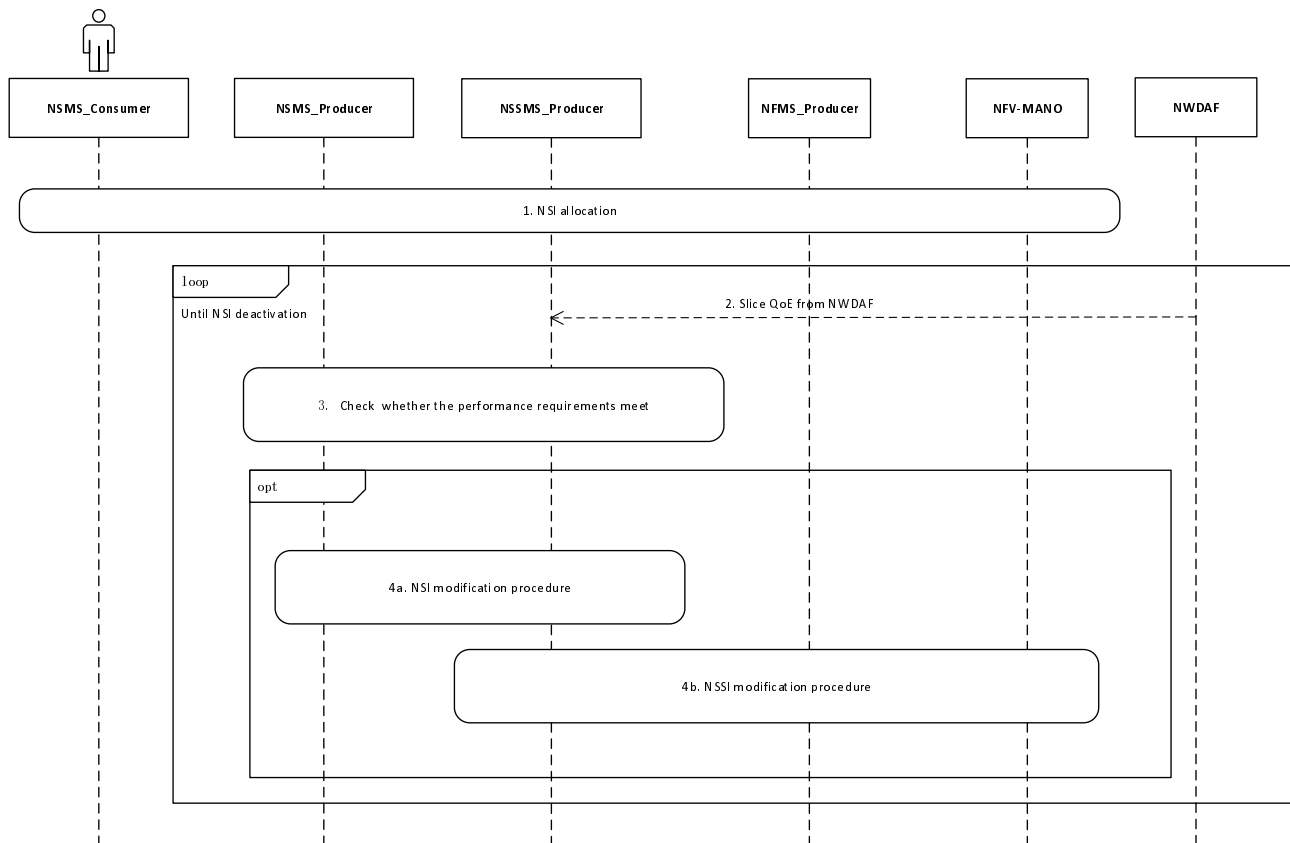 NSMS_Consumer
NSMS_Producer
NSSMS_Producer
NFMS_Producer
NFV-MANO
NWDAF
1. NSI allocation
loop
Until NSI deactivation
2. Slice QoE from NWDAF
3. Check whether the performance requirements meet
opt
4a. NSI modification procedure
4b. NSSI modification procedure